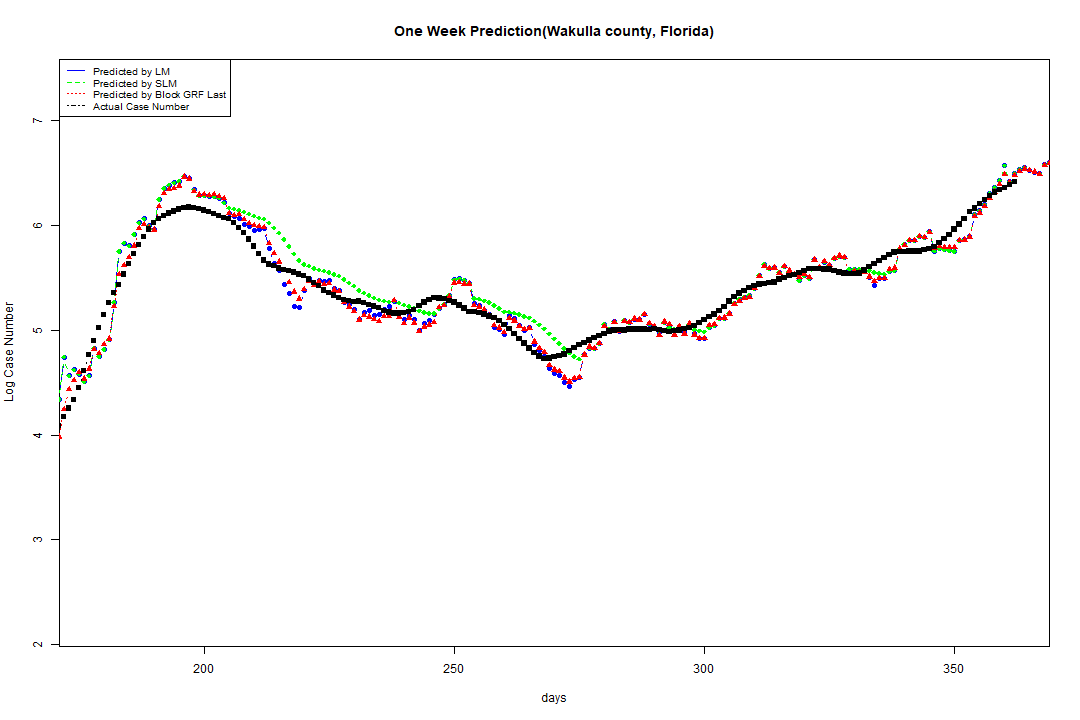 One Week Prediction(Wakulla county, Florida)
Predicted by LM
Predicted by SLM
Predicted by Block GRF Last
Actual Case Number
7
6
5
4
3
2
Log Case Number
200 250 300 350
days